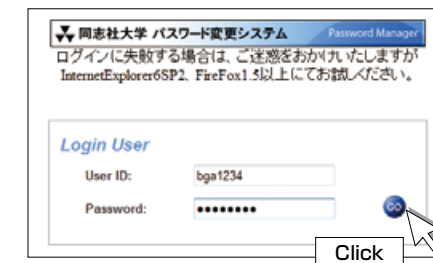 同志社大学 パスワード変更システム Password Manager
ログインに失敗する場合は、ご迷惑をおかけいたしますが
InternetExplorer6SP2、FireFox1.5以上にてお試しください。
Login User
User ID: bga1234
Password: ●●●●●●●●
GO
Click